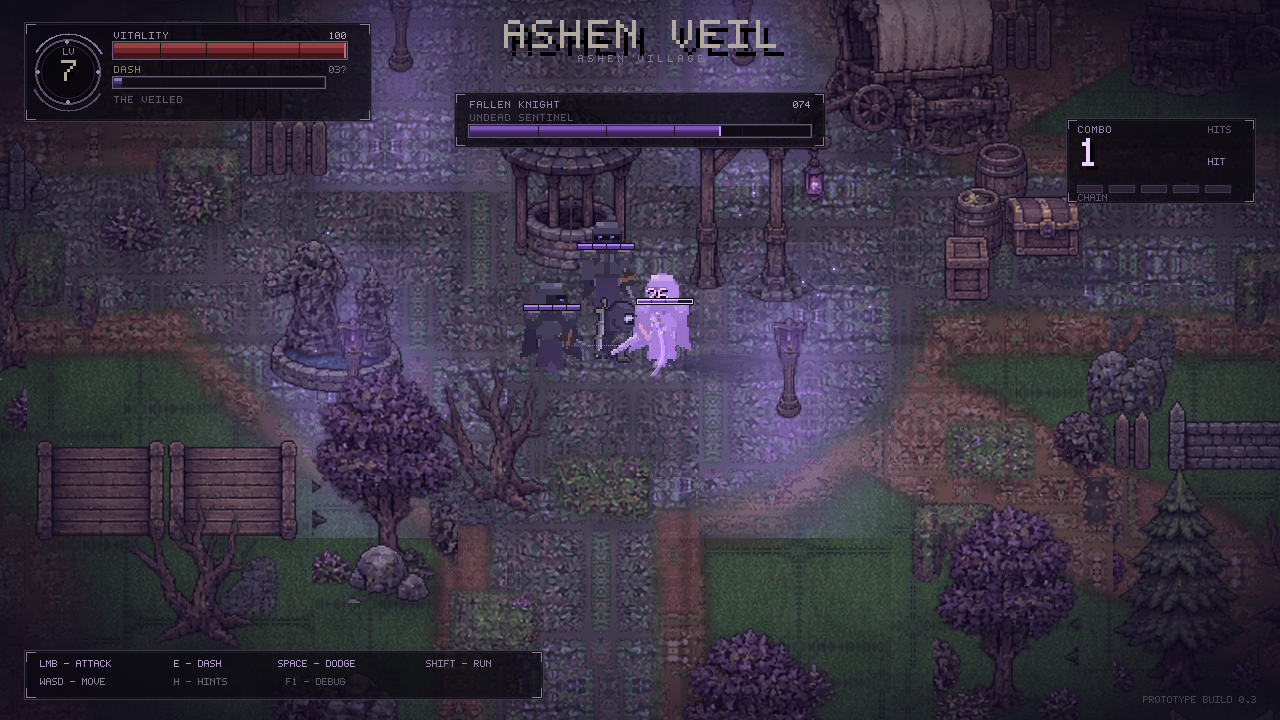 ASHEN VEIL
ASHEN VILLAGE
LV
7
VITALITY 100
DASH 03?
THE VEILED
FALLEN KNIGHT 074
UNDEAD SENTINEL
COMBO HITS
1 HIT
CHAIN
LMB - ATTACK E - DASH SPACE - DODGE SHIFT - RUN
WASD - MOVE H - HINTS F1 - DEBUG
PROTOTYPE BUILD 0.3